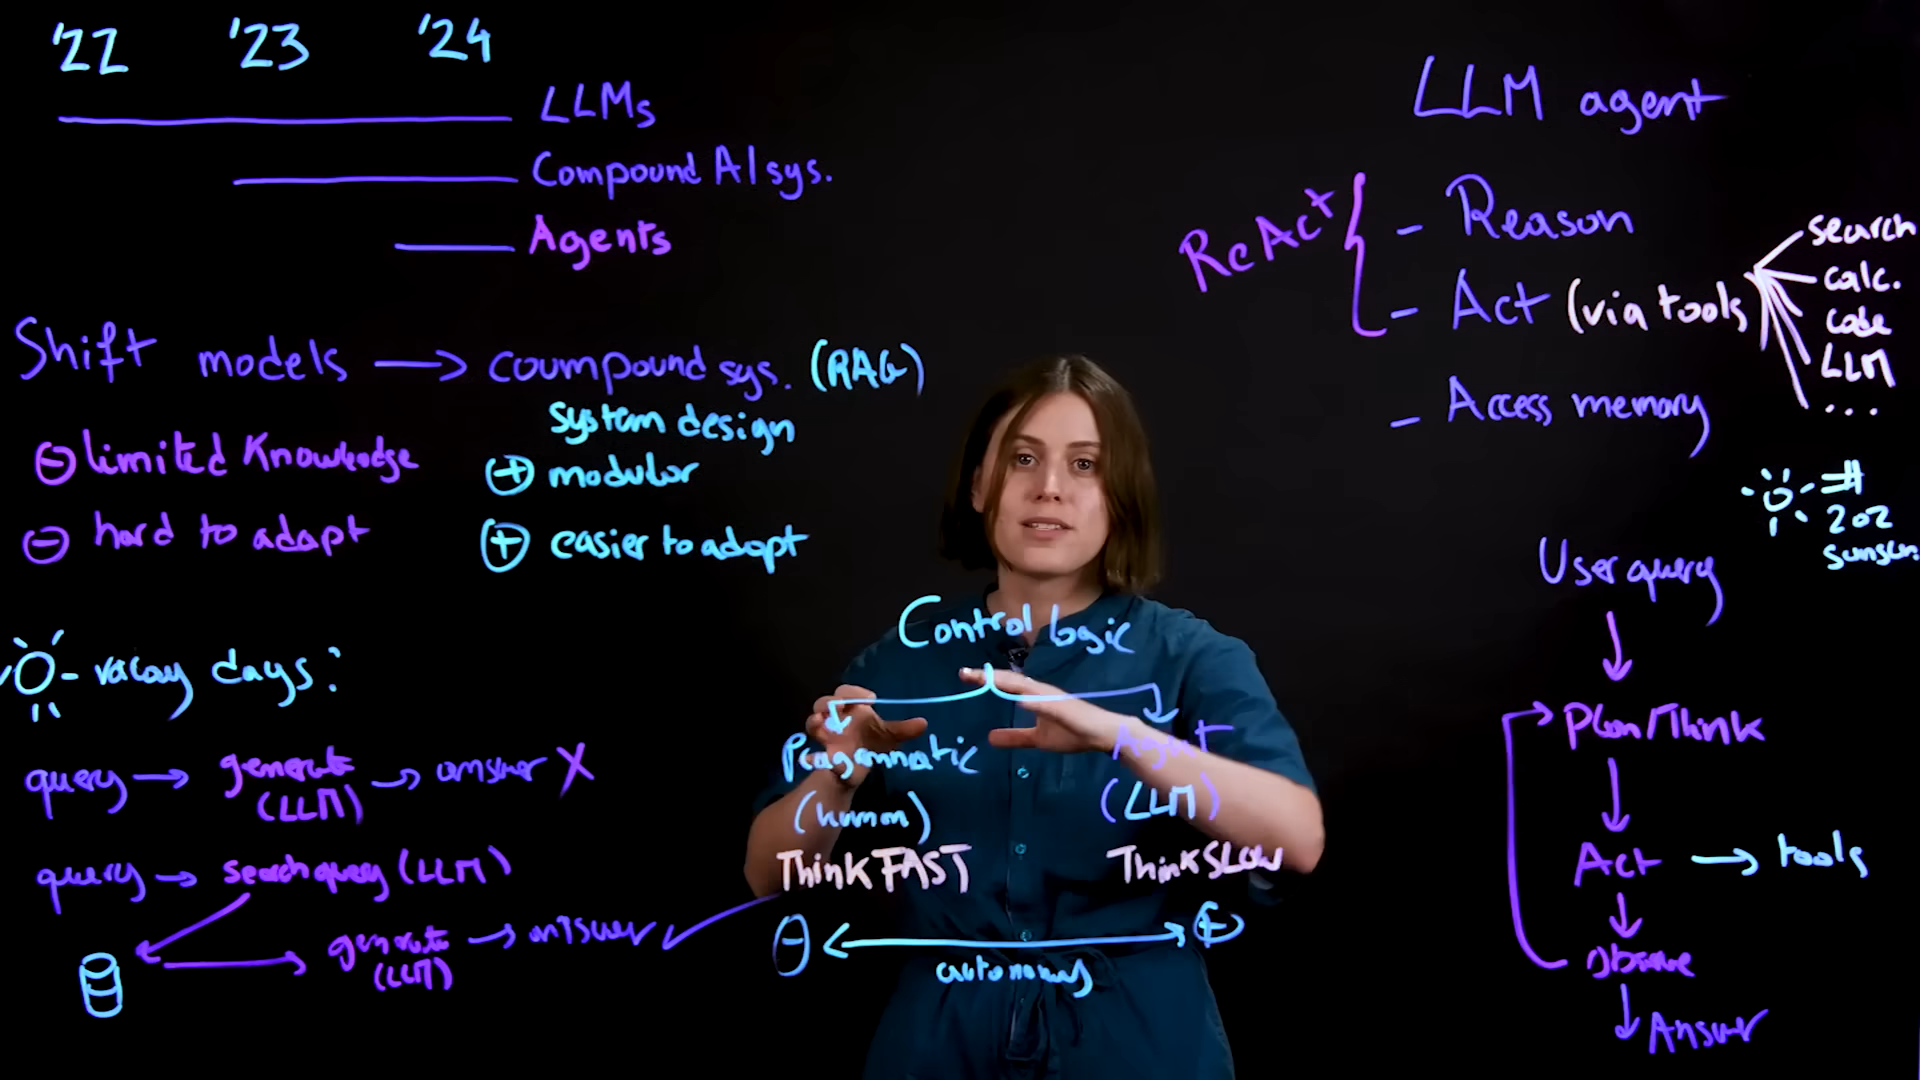 '22 '23 '24
LLMs
Compound AI sys.
Agents
Shift models → coumpound sys. (RAG)
system design
⊖ limited Knowledge
⊕ modular
⊖ hard to adapt
⊕ easier to adapt
- vacay days?
query → generate → answer X
(LLM)
query → search query (LLM)
generate → answer ✓
(LLM)
Control logic
Programmatic
(human)
Think FAST
Agent
(LLM)
Think SLOW
⊖ ↔ ⊕
autonomy
LLM agent
ReAct
- Reason
- Act (via tools
- Access memory
search
calc.
code
LLM
...
2oz
sunscr.
User query
↓
Plan/Think
↓
Act → tools
↓
observe
↓ Answer